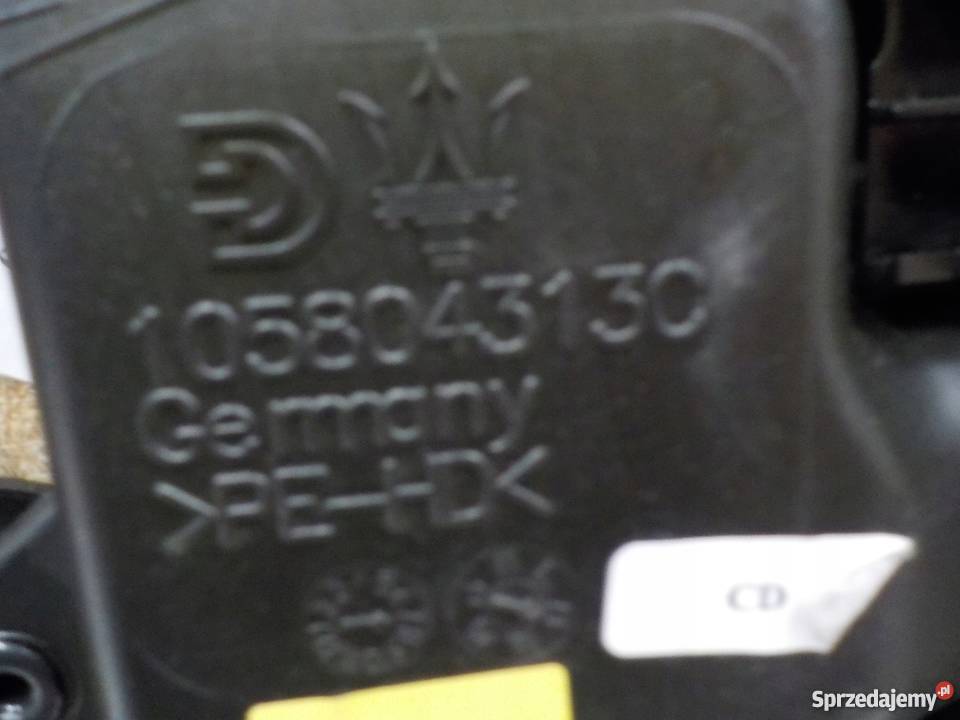 1058043130
Germany
>PE-HD<
CD
Sprzedajemy.pl